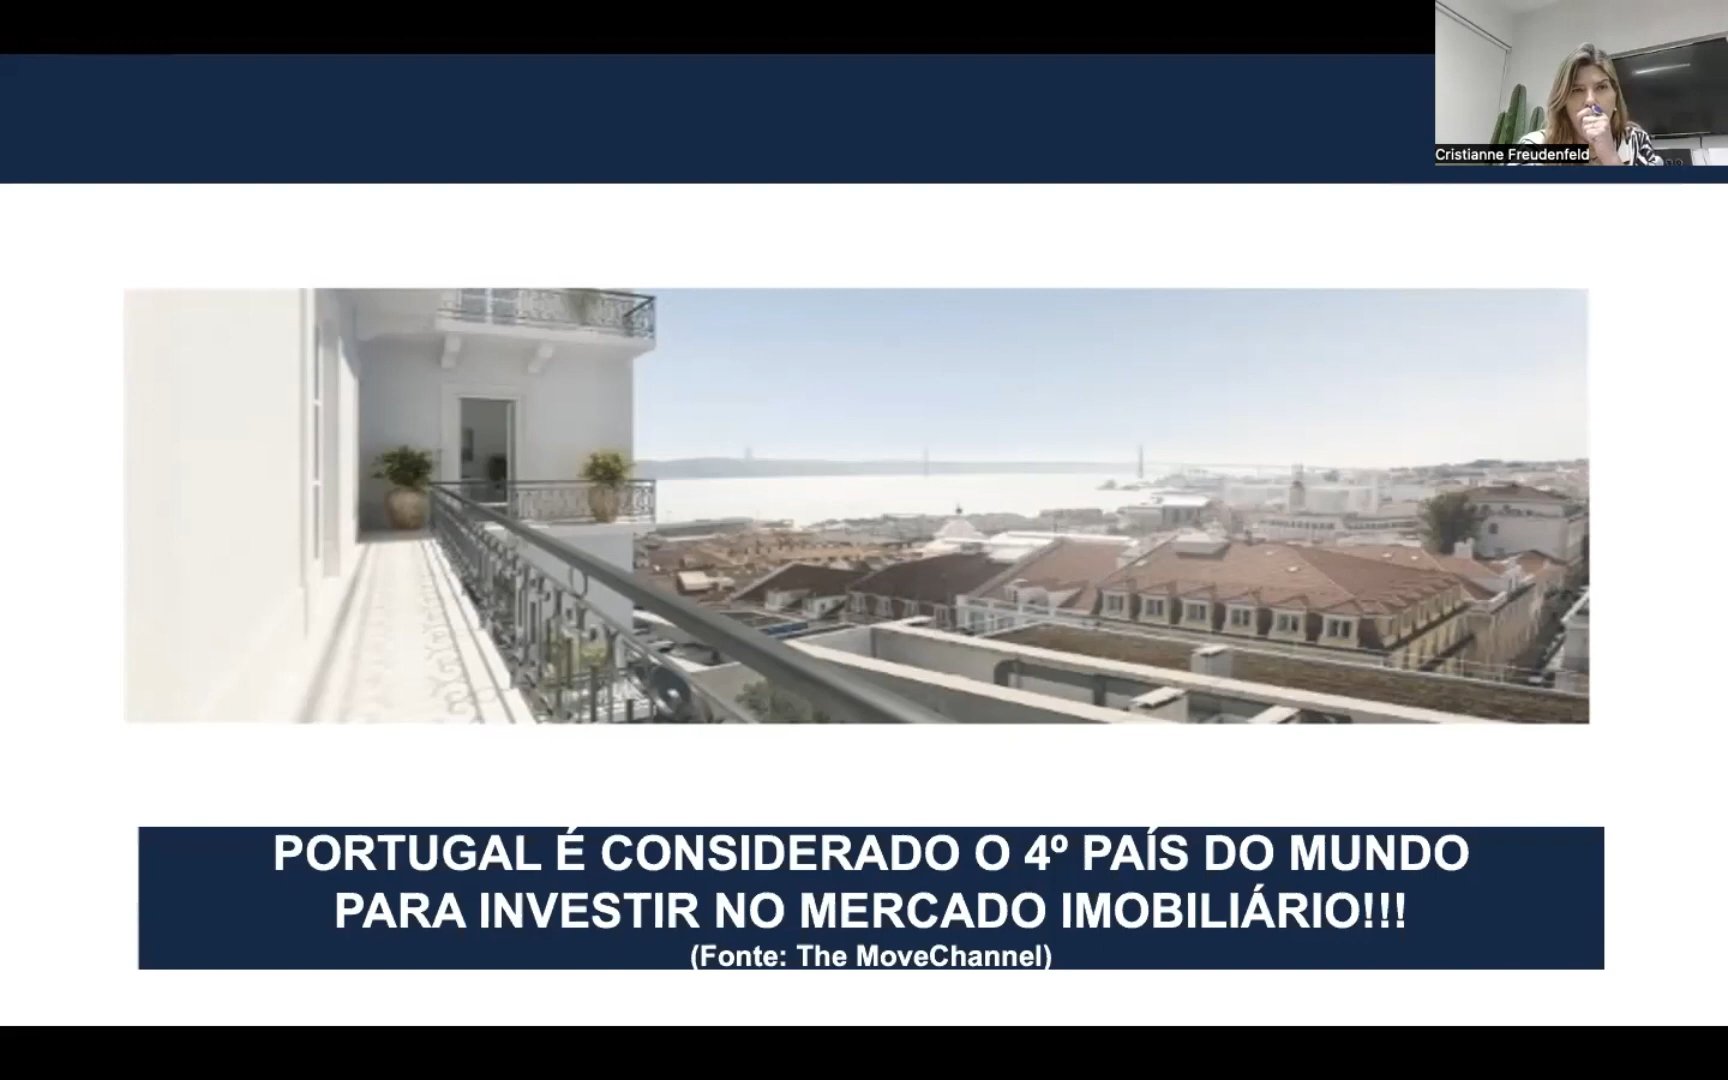 Cristianne Freudenfeld
PORTUGAL É CONSIDERADO O 4º PAÍS DO MUNDO
PARA INVESTIR NO MERCADO IMOBILIÁRIO!!!
(Fonte: The MoveChannel)